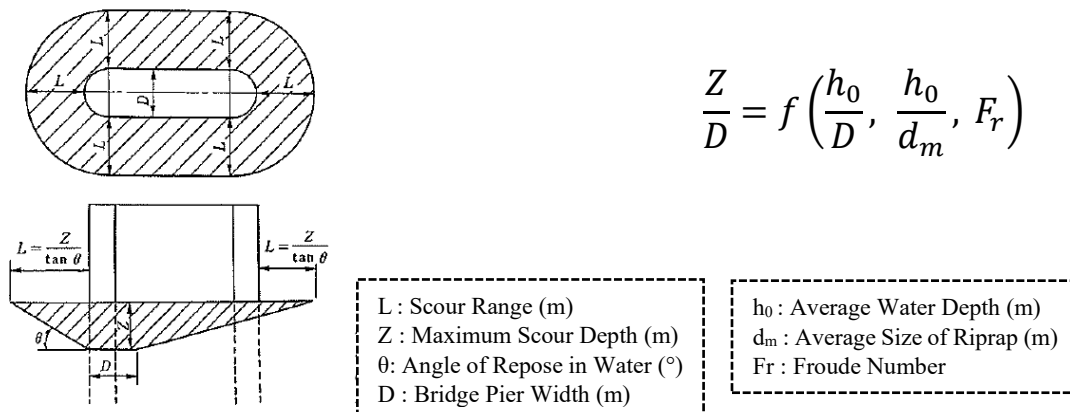 L
L
L
L
D
L
L
Z/D = f(h₀/D, h₀/dₘ, Fᵣ)
L = Z/tan θ
L = Z/tan θ
Z
θ
D
L : Scour Range (m)
Z : Maximum Scour Depth (m)
θ: Angle of Repose in Water (°)
D : Bridge Pier Width (m)
h₀ : Average Water Depth (m)
dₘ : Average Size of Riprap (m)
Fr : Froude Number